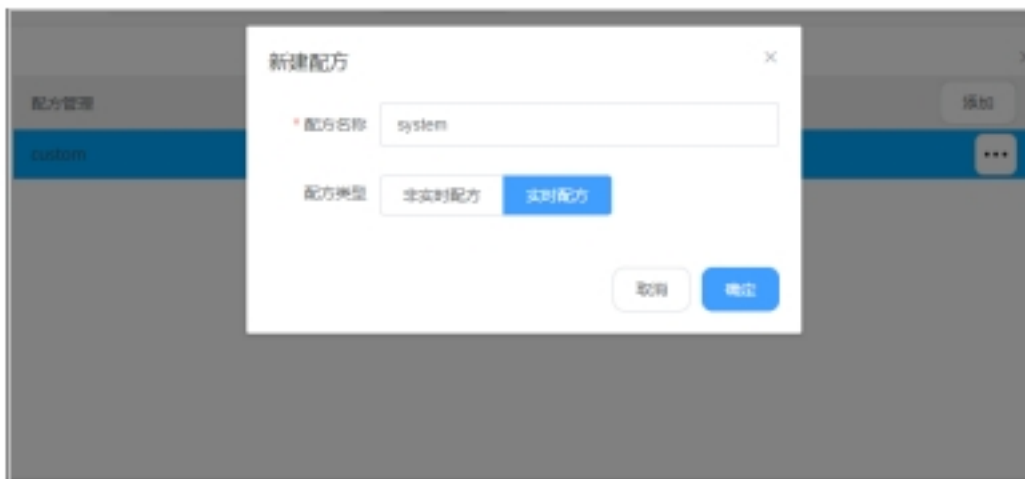 新建配方
×
配方管理
添加
* 配方名称 system
custom
•••
配方类型 非实时配方 实时配方
取消 确定